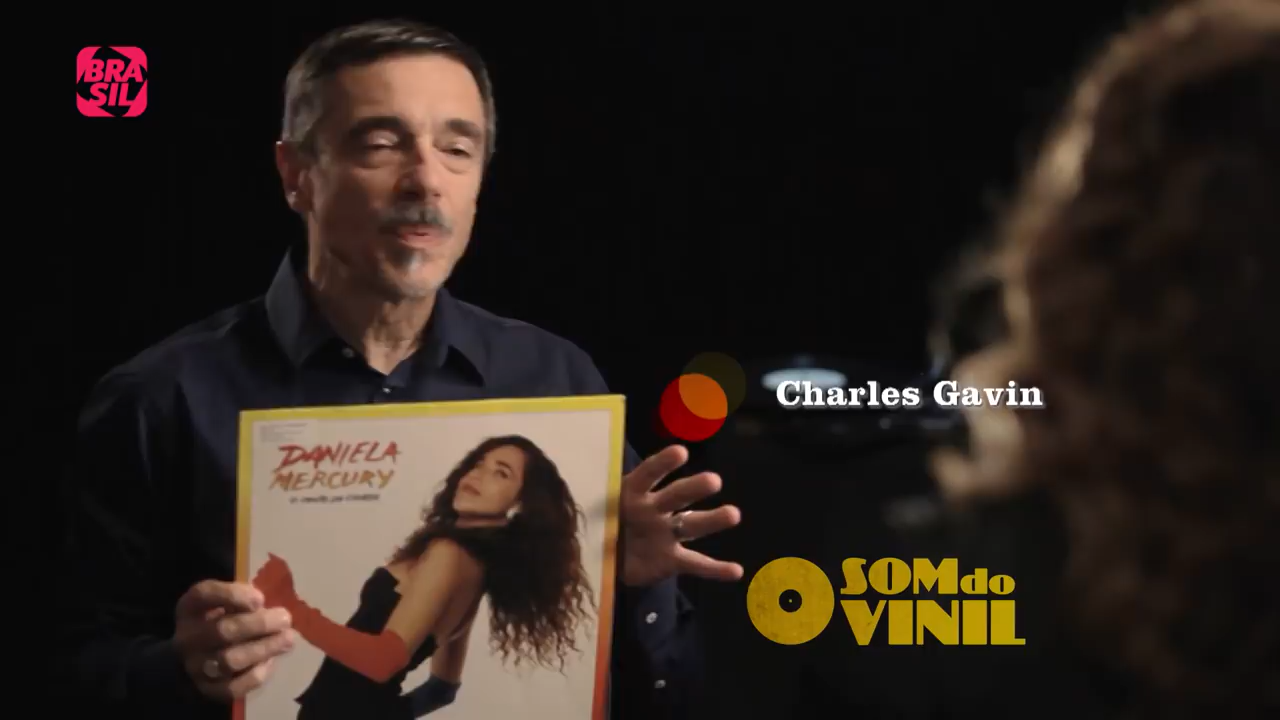 BRA
SIL
Charles Gavin
DANIELA
MERCURY
SOM do
VINIL